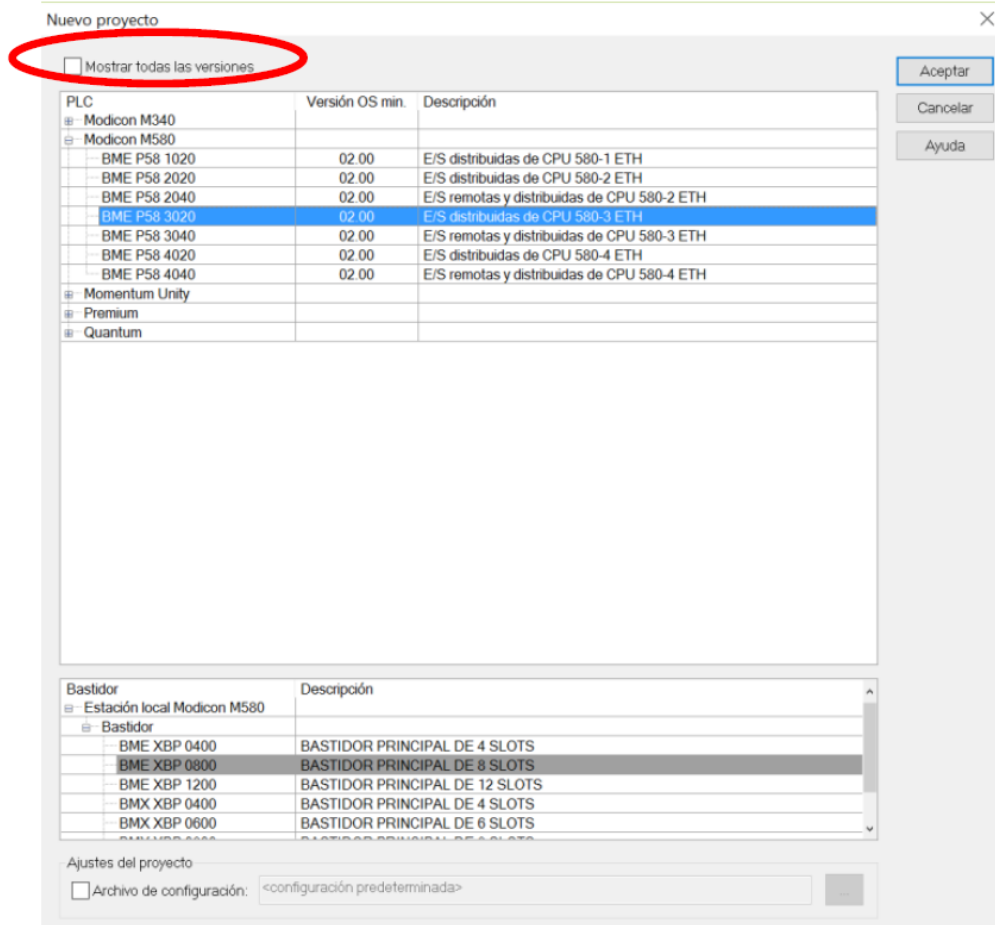 Nuevo proyecto
Mostrar todas las versiones
Aceptar
Cancelar
Ayuda
PLC Versión OS min. Descripción
Modicon M340
Modicon M580
BME P58 1020 02.00 E/S distribuidas de CPU 580-1 ETH
BME P58 2020 02.00 E/S distribuidas de CPU 580-2 ETH
BME P58 2040 02.00 E/S remotas y distribuidas de CPU 580-2 ETH
BME P58 3020 02.00 E/S distribuidas de CPU 580-3 ETH
BME P58 3040 02.00 E/S remotas y distribuidas de CPU 580-3 ETH
BME P58 4020 02.00 E/S distribuidas de CPU 580-4 ETH
BME P58 4040 02.00 E/S remotas y distribuidas de CPU 580-4 ETH
Momentum Unity
Premium
Quantum
Bastidor Descripción
Estación local Modicon M580
Bastidor
BME XBP 0400 BASTIDOR PRINCIPAL DE 4 SLOTS
BME XBP 0800 BASTIDOR PRINCIPAL DE 8 SLOTS
BME XBP 1200 BASTIDOR PRINCIPAL DE 12 SLOTS
BMX XBP 0400 BASTIDOR PRINCIPAL DE 4 SLOTS
BMX XBP 0600 BASTIDOR PRINCIPAL DE 6 SLOTS
Ajustes del proyecto
Archivo de configuración: <configuración predeterminada> ...